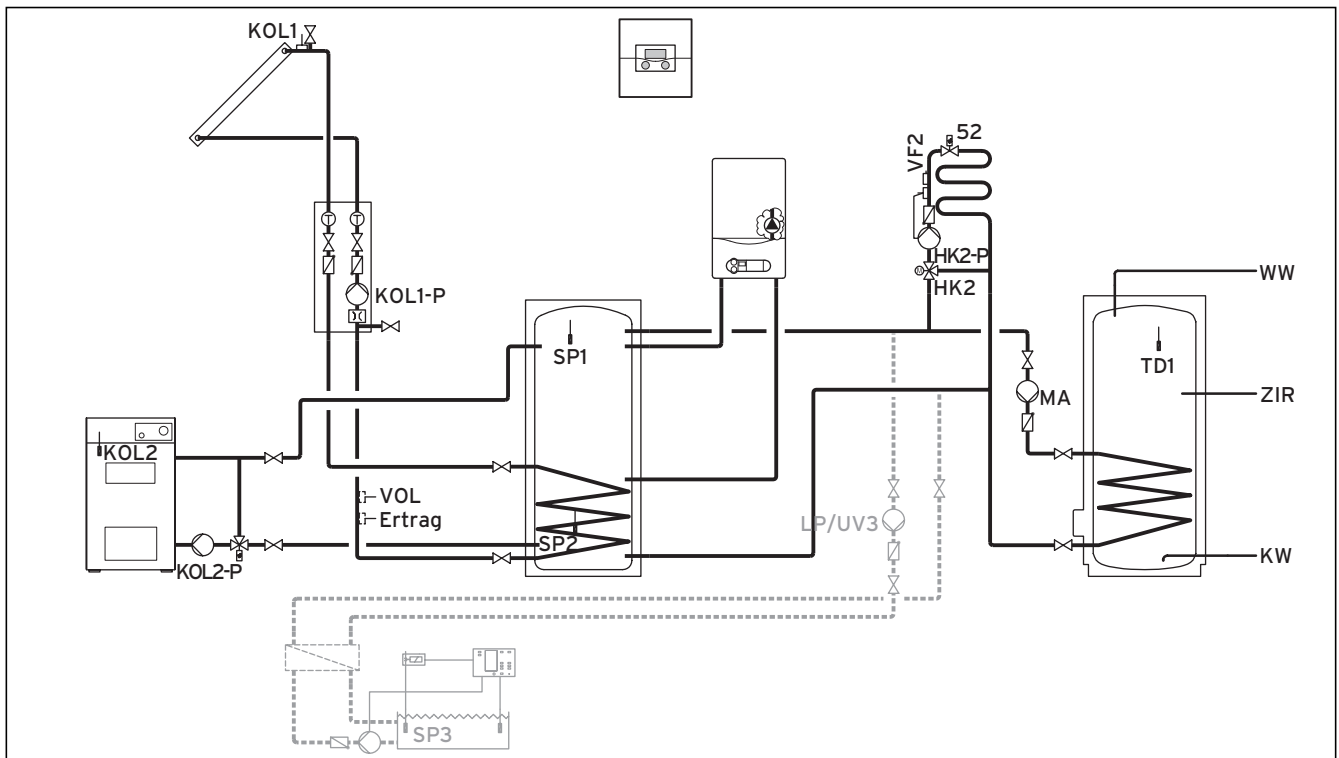 KOL1
52
VF2
HK2-P
HK2
WW
KOL1-P
SP1
TD1
MA
ZIR
KOL2
VOL
Ertrag
LP/UV3
SP2
KW
KOL2-P
SP3